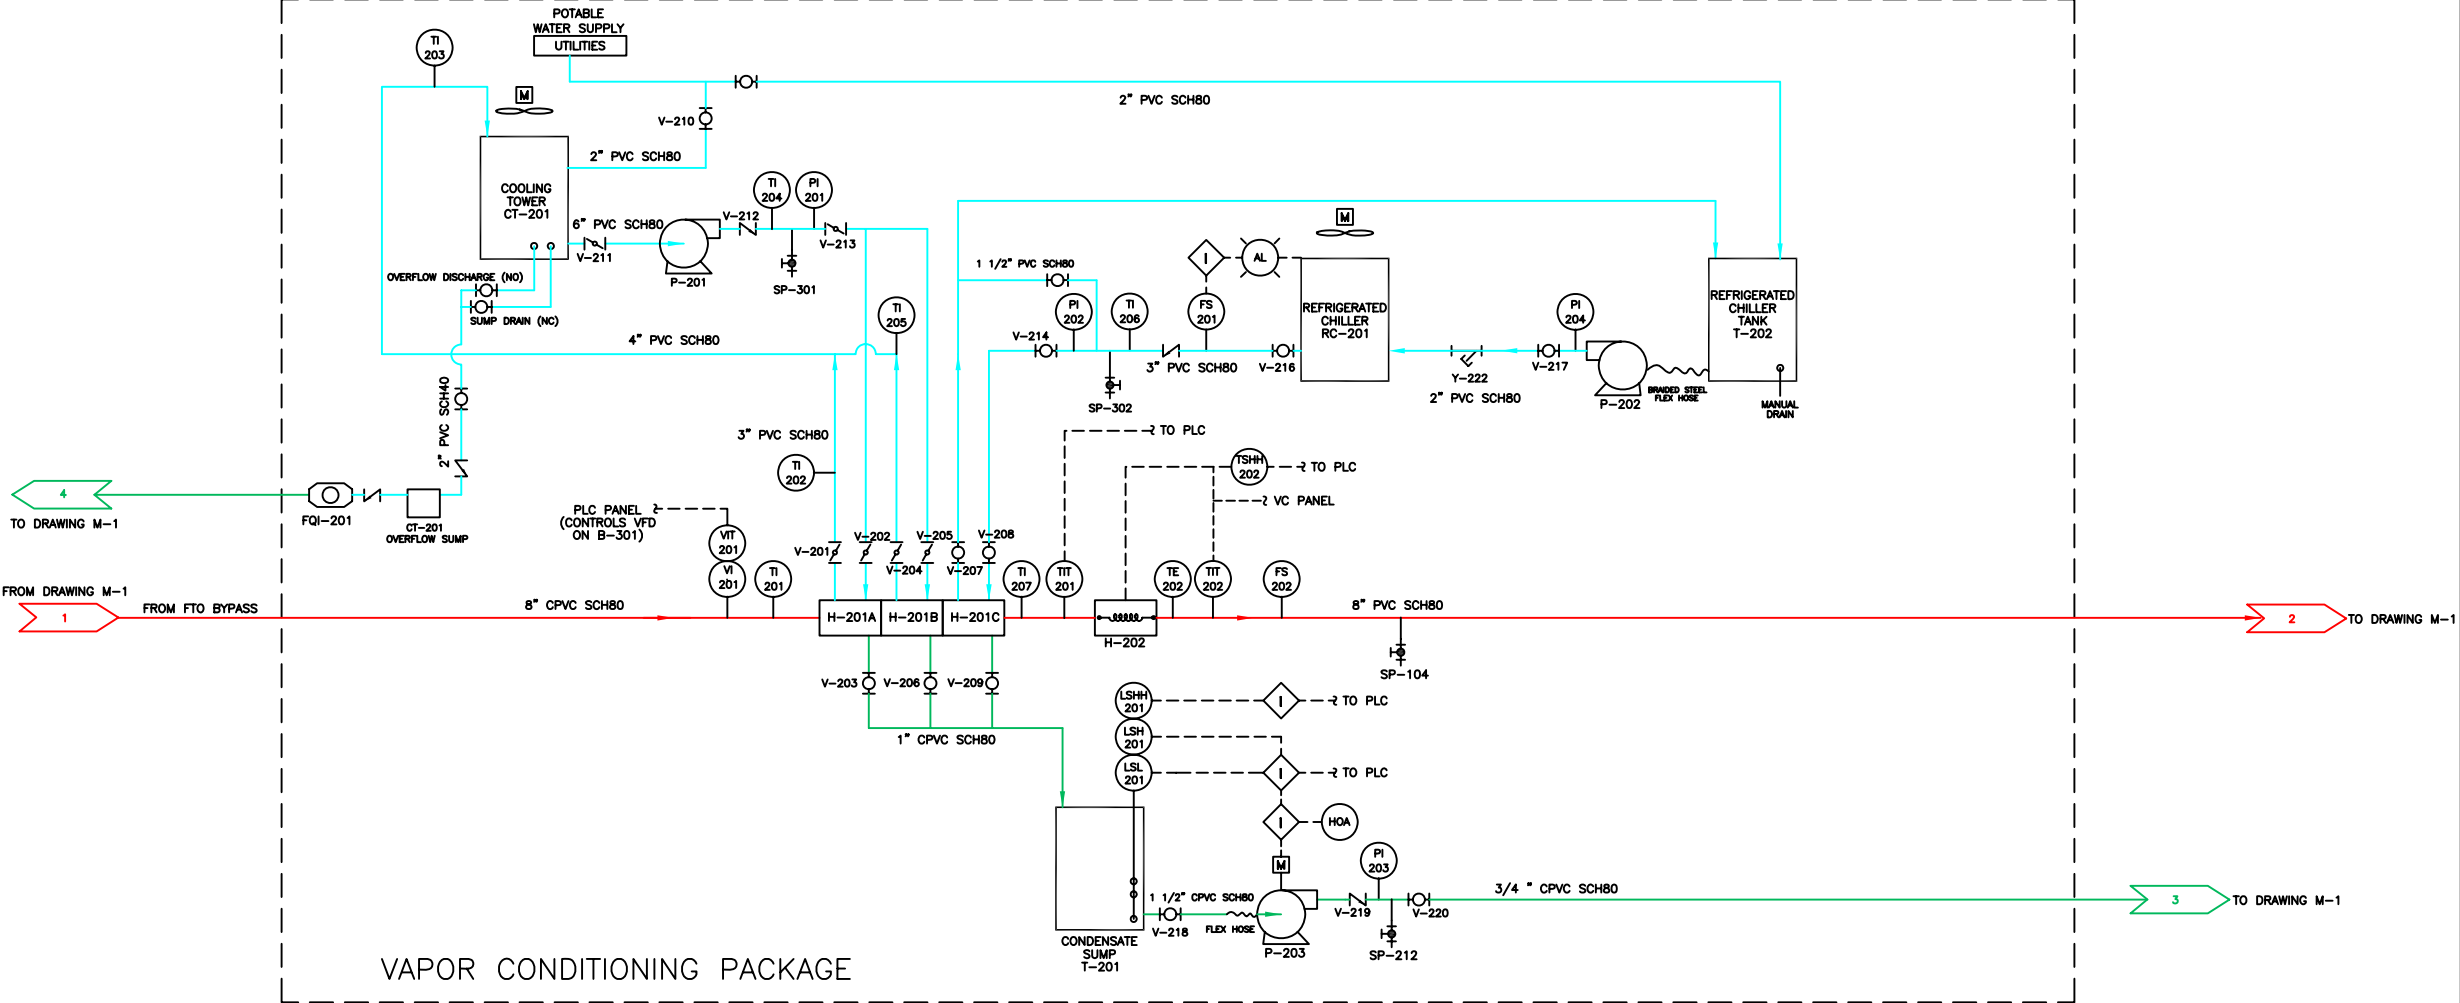 POTABLE
WATER SUPPLY
UTILITIES
TI
203
M
2" PVC SCH80
V-210
2" PVC SCH80
COOLING
TOWER
CT-201
6" PVC SCH80
V-211
P-201
V-212
TI
204
PI
201
V-213
SP-301
OVERFLOW DISCHARGE (NO)
SUMP DRAIN (NC)
4" PVC SCH80
TI
205
1 1/2" PVC SCH80
V-214
PI
202
TI
206
SP-302
3" PVC SCH80
I
AL
FS
201
V-216
M
REFRIGERATED
CHILLER
RC-201
Y-222
2" PVC SCH80
V-217
PI
204
P-202
BRAIDED STEEL
FLEX HOSE
REFRIGERATED
CHILLER
TANK
T-202
MANUAL
DRAIN
2" PVC SCH40
3" PVC SCH80
TI
202
TO PLC
TSHH
202
TO PLC
VC PANEL
4
TO DRAWING M-1
FQI-201
CT-201
OVERFLOW SUMP
PLC PANEL
(CONTROLS VFD
ON B-301)
VIT
201
VI
201
TI
201
V-201
V-202
V-204
V-205
V-207
V-208
TI
207
TIT
201
TE
202
TIT
202
FS
202
FROM DRAWING M-1
1
FROM FTO BYPASS
8" CPVC SCH80
H-201A
H-201B
H-201C
H-202
8" PVC SCH80
SP-104
2
TO DRAWING M-1
V-203
V-206
V-209
1" CPVC SCH80
LSHH
201
I
TO PLC
LSH
201
LSL
201
I
TO PLC
I
HOA
M
CONDENSATE
SUMP
T-201
1 1/2" CPVC SCH80
V-218
FLEX HOSE
P-203
V-219
PI
203
V-220
SP-212
3/4 " CPVC SCH80
3
TO DRAWING M-1
VAPOR CONDITIONING PACKAGE